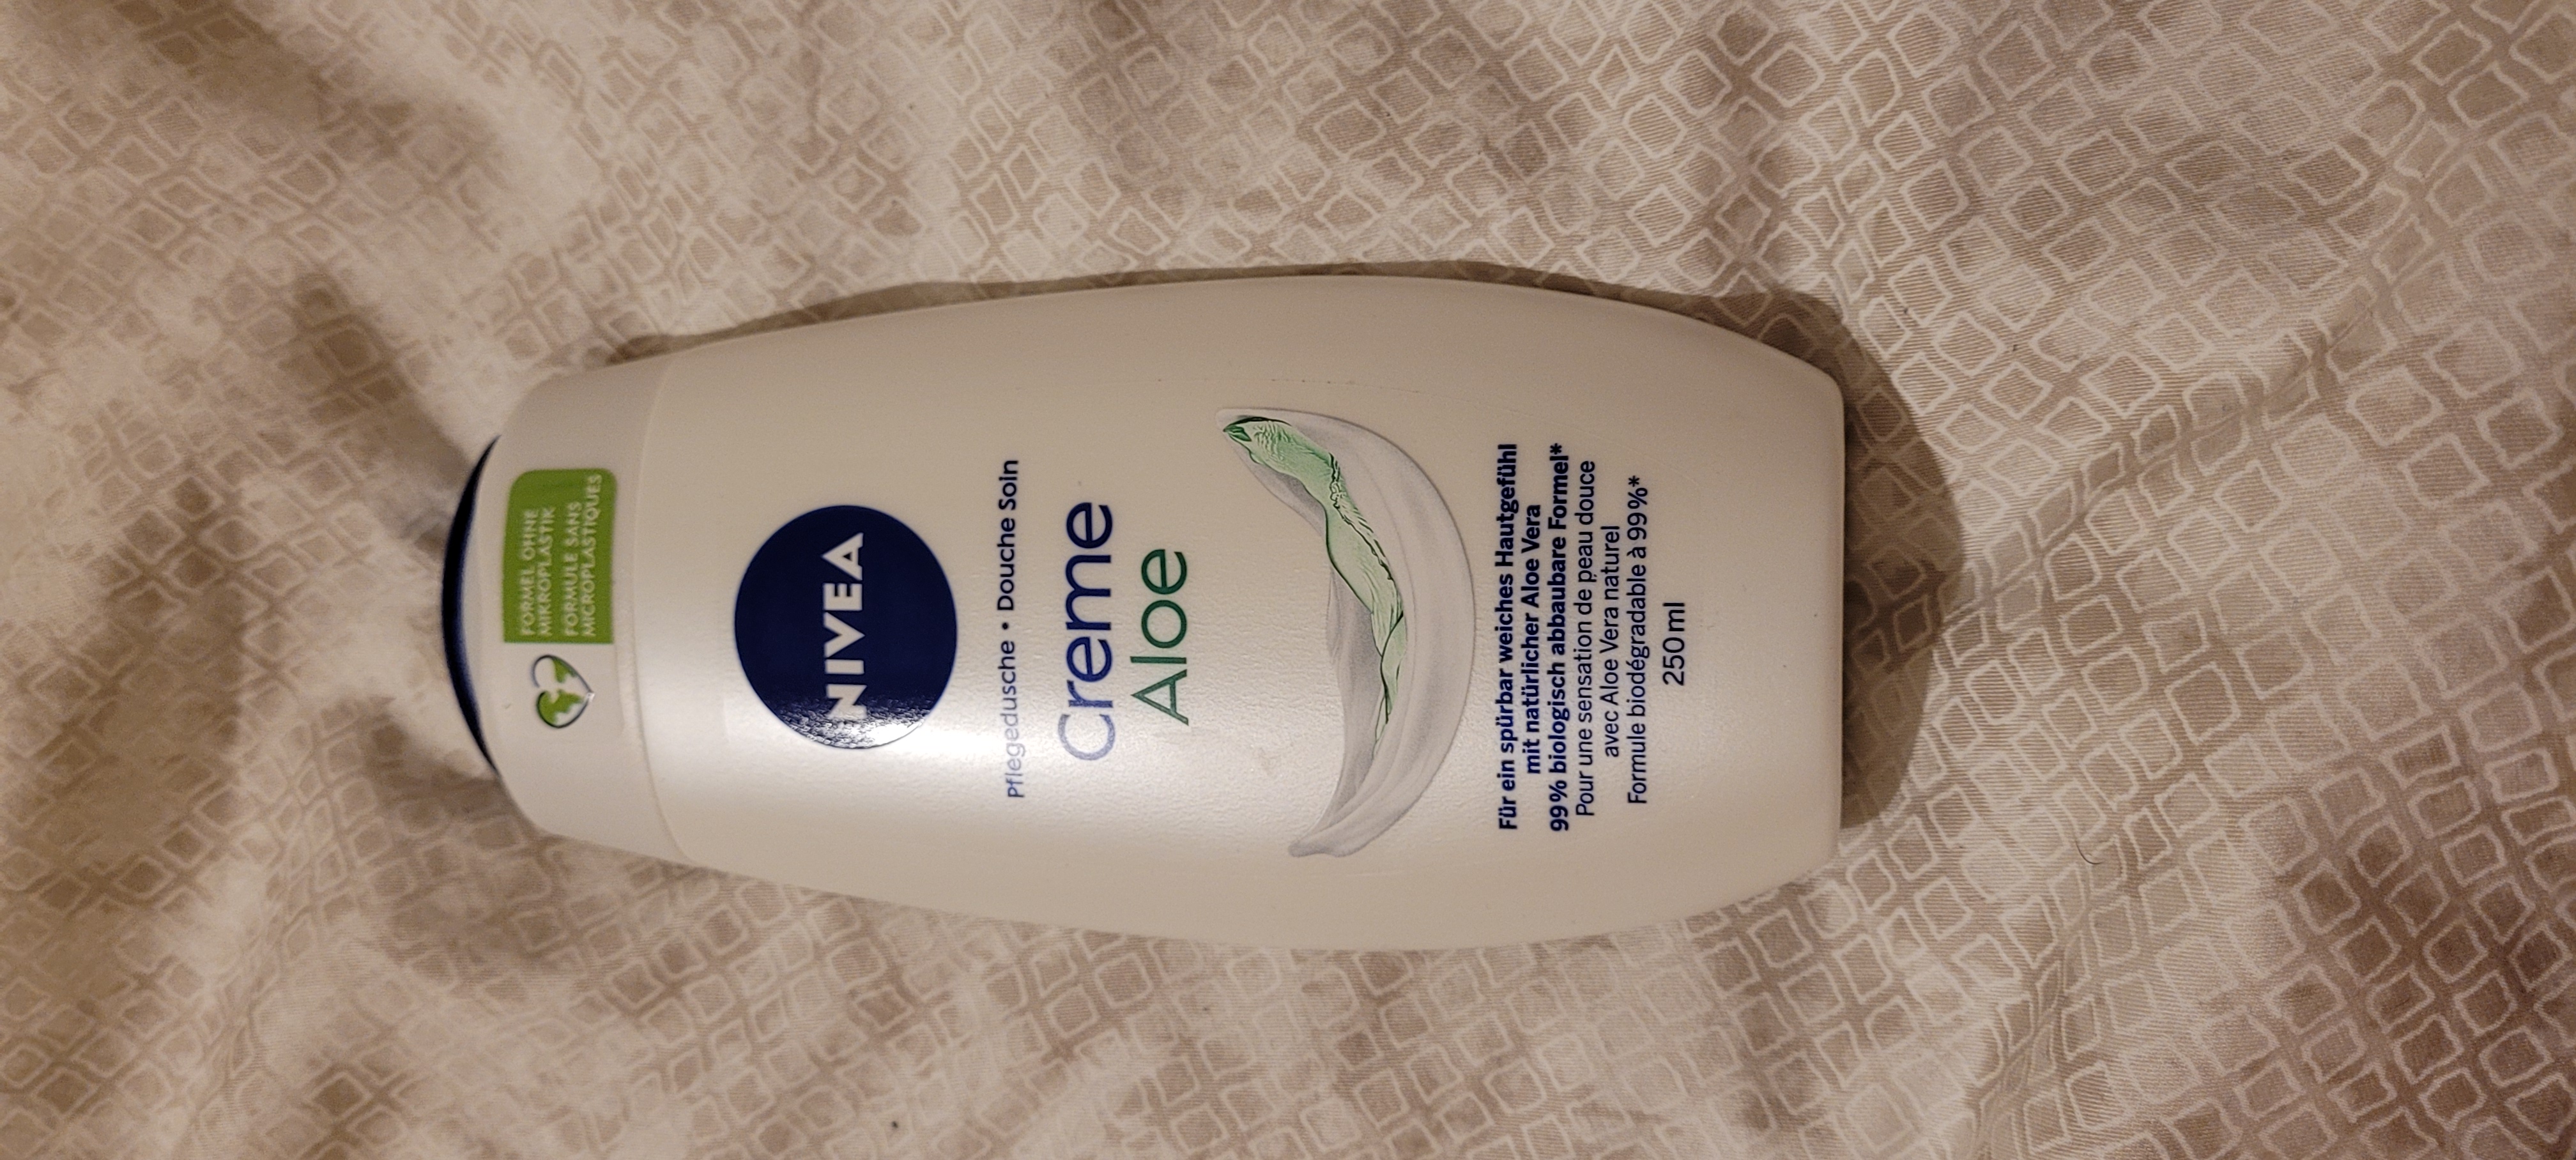 FORMEL OHNE
MIKROPLASTIK
FORMULE SANS
MICROPLASTIQUES
NIVEA
Pflegedusche • Douche Soin
Creme
Aloe
Für ein spürbar weiches Hautgefühl
mit natürlicher Aloe Vera
99% biologisch abbaubare Formel*
Pour une sensation de peau douce
avec Aloe Vera naturel
Formule biodégradable à 99%*
250 ml